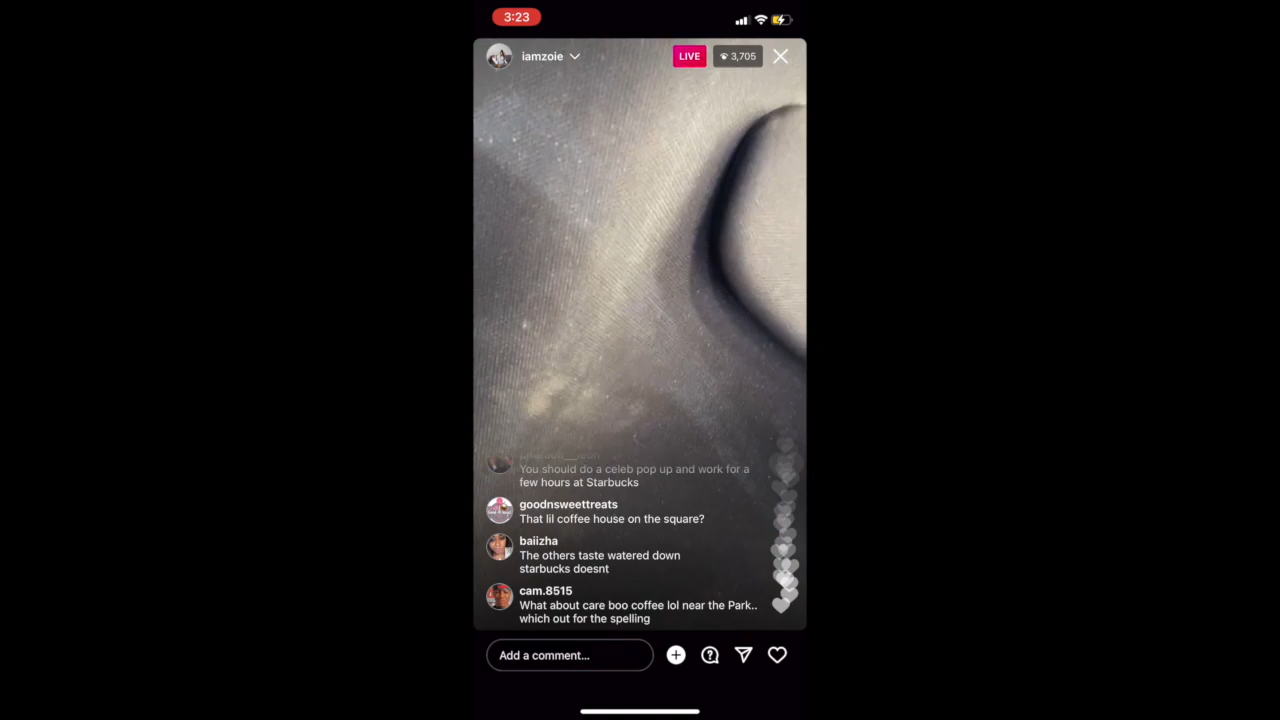 3:23
iamzoie
LIVE
3,705
You should do a celeb pop up and work for a
few hours at Starbucks
goodnsweettreats
That lil coffee house on the square?
baiizha
The others taste watered down
starbucks doesnt
cam.8515
What about care boo coffee lol near the Park..
which out for the spelling
Add a comment...